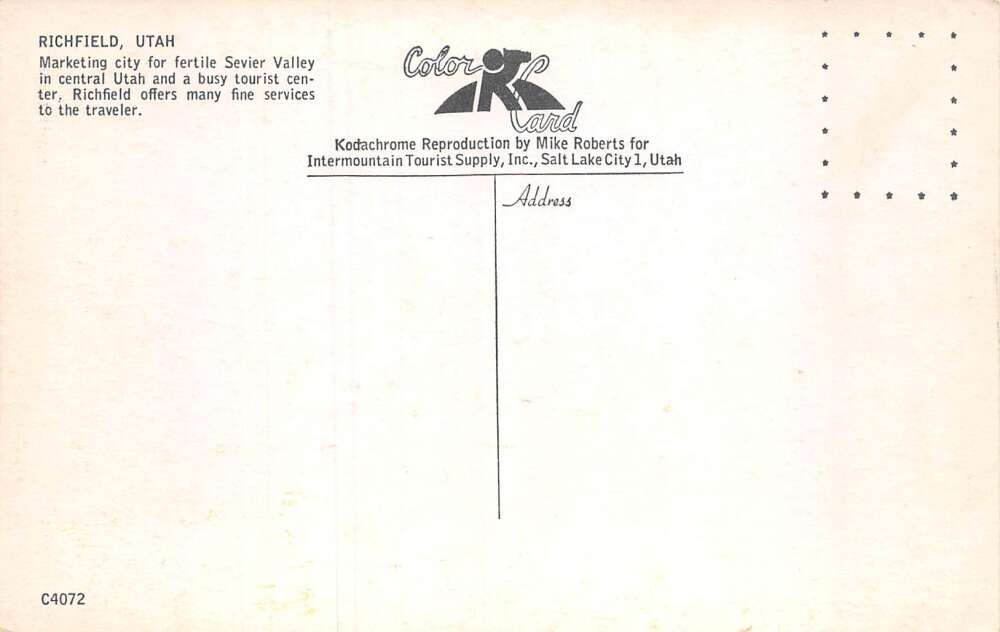 RICHFIELD, UTAH
Marketing city for fertile Sevier Valley
in central Utah and a busy tourist cen-
ter, Richfield offers many fine services
to the traveler.
Color
Card
Kodachrome Reproduction by Mike Roberts for
Intermountain Tourist Supply, Inc., Salt Lake City 1, Utah
Address
C4072